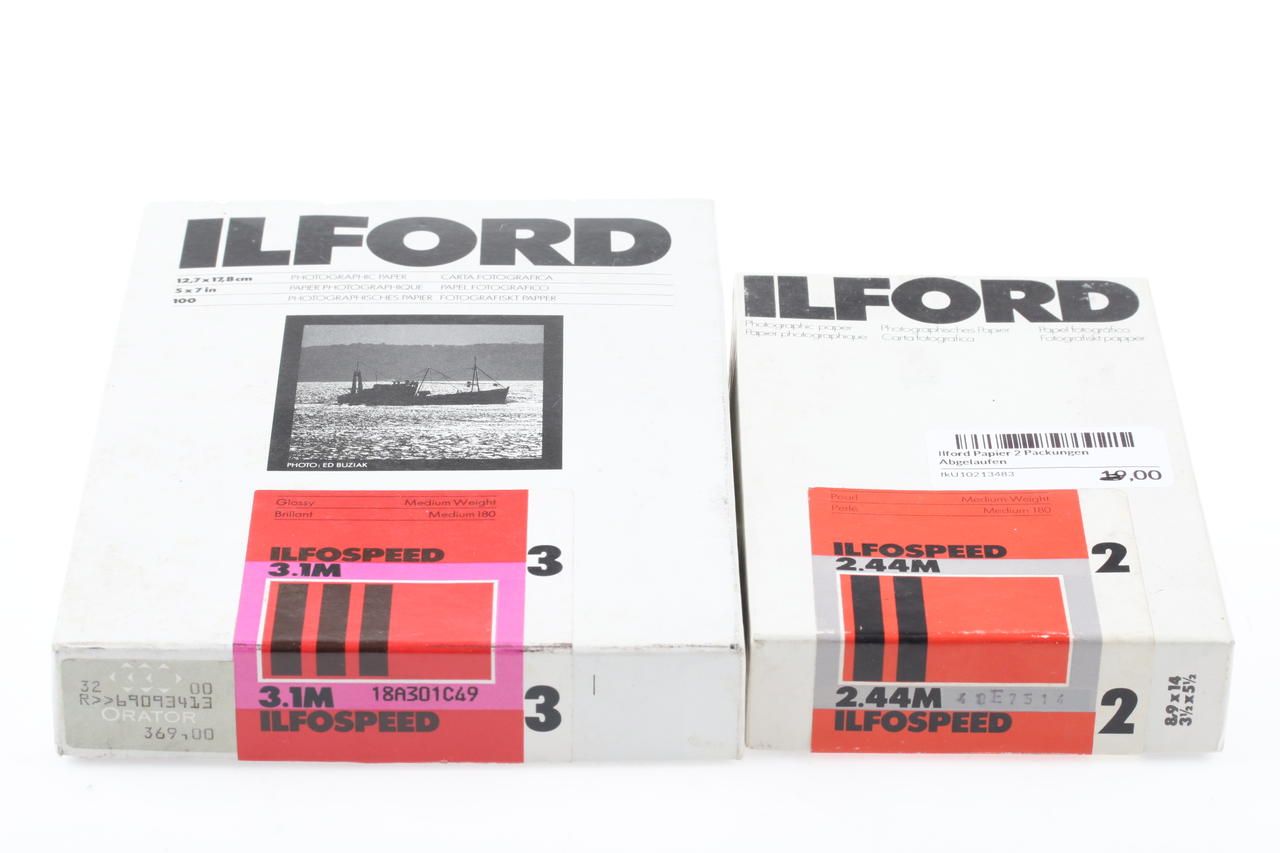 ILFORD
12,7 x 17,8 cm PHOTOGRAPHIC PAPER CARTA FOTOGRAFICA
5 x 7 in PAPIER PHOTOGRAPHIQUE PAPEL FOTOGRAFICO
100 PHOTOGRAPHISCHES PAPIER FOTOGRAFISKT PAPPER
PHOTO: ED BUZIAK
Glossy Medium Weight
Brillant Medium 180
ILFOSPEED
3.1M 3
32 00
R>>69093413
ORATOR
369,00
3.1M 18A301C49 3
ILFOSPEED
ILFORD
Photographic paper Photographisches Papier Papel fotográfico
Papier photographique Carta fotografica Fotografiskt papper
Ilford Papier 2 Packungen
Abgelaufen
fkU10213483 19,00
Pearl Medium Weight
Perlé Medium 180
ILFOSPEED
2.44M 2
2.44M 40E7514 2
ILFOSPEED
8,9 x 14
3½ x 5½